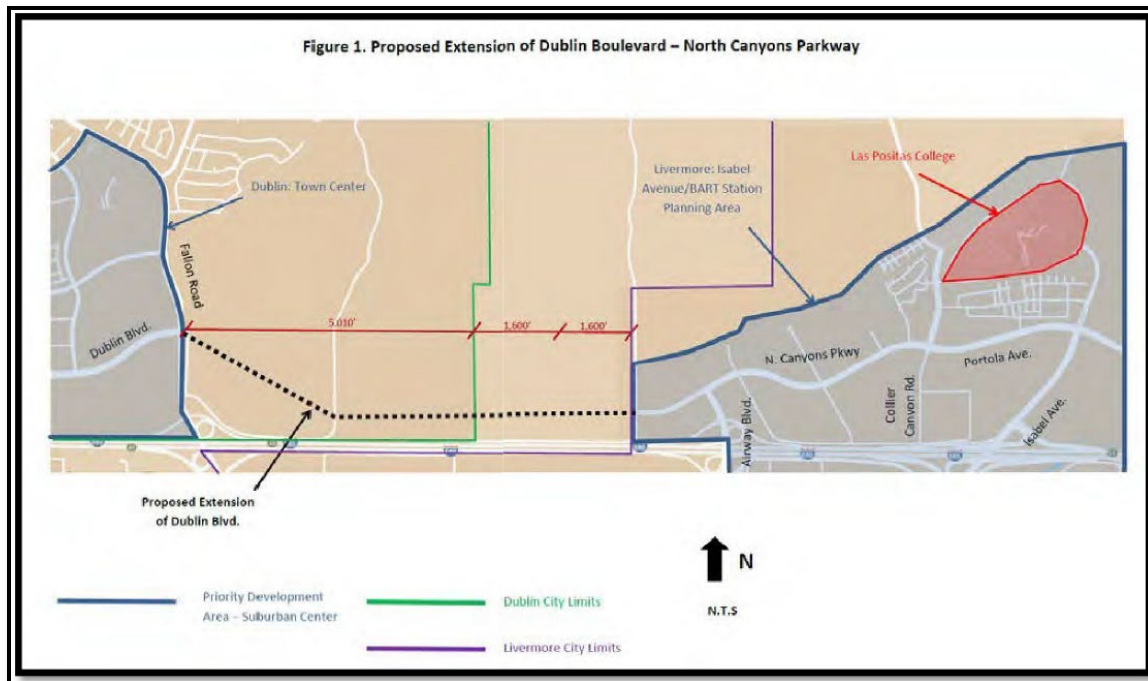 Figure 1. Proposed Extension of Dublin Boulevard – North Canyons Parkway
Las Positas College
Livermore: Isabel
Avenue/BART Station
Planning Area
Dublin: Town Center
Fallon Road
Dublin Blvd.
5,010'
1,600'
1,600'
N. Canyons Pkwy
Portola Ave.
Collier
Canyon Rd.
Airway Blvd.
Isabel Ave.
Proposed Extension
of Dublin Blvd.
N
N.T.S
Priority Development
Area – Suburban Center
Dublin City Limits
Livermore City Limits